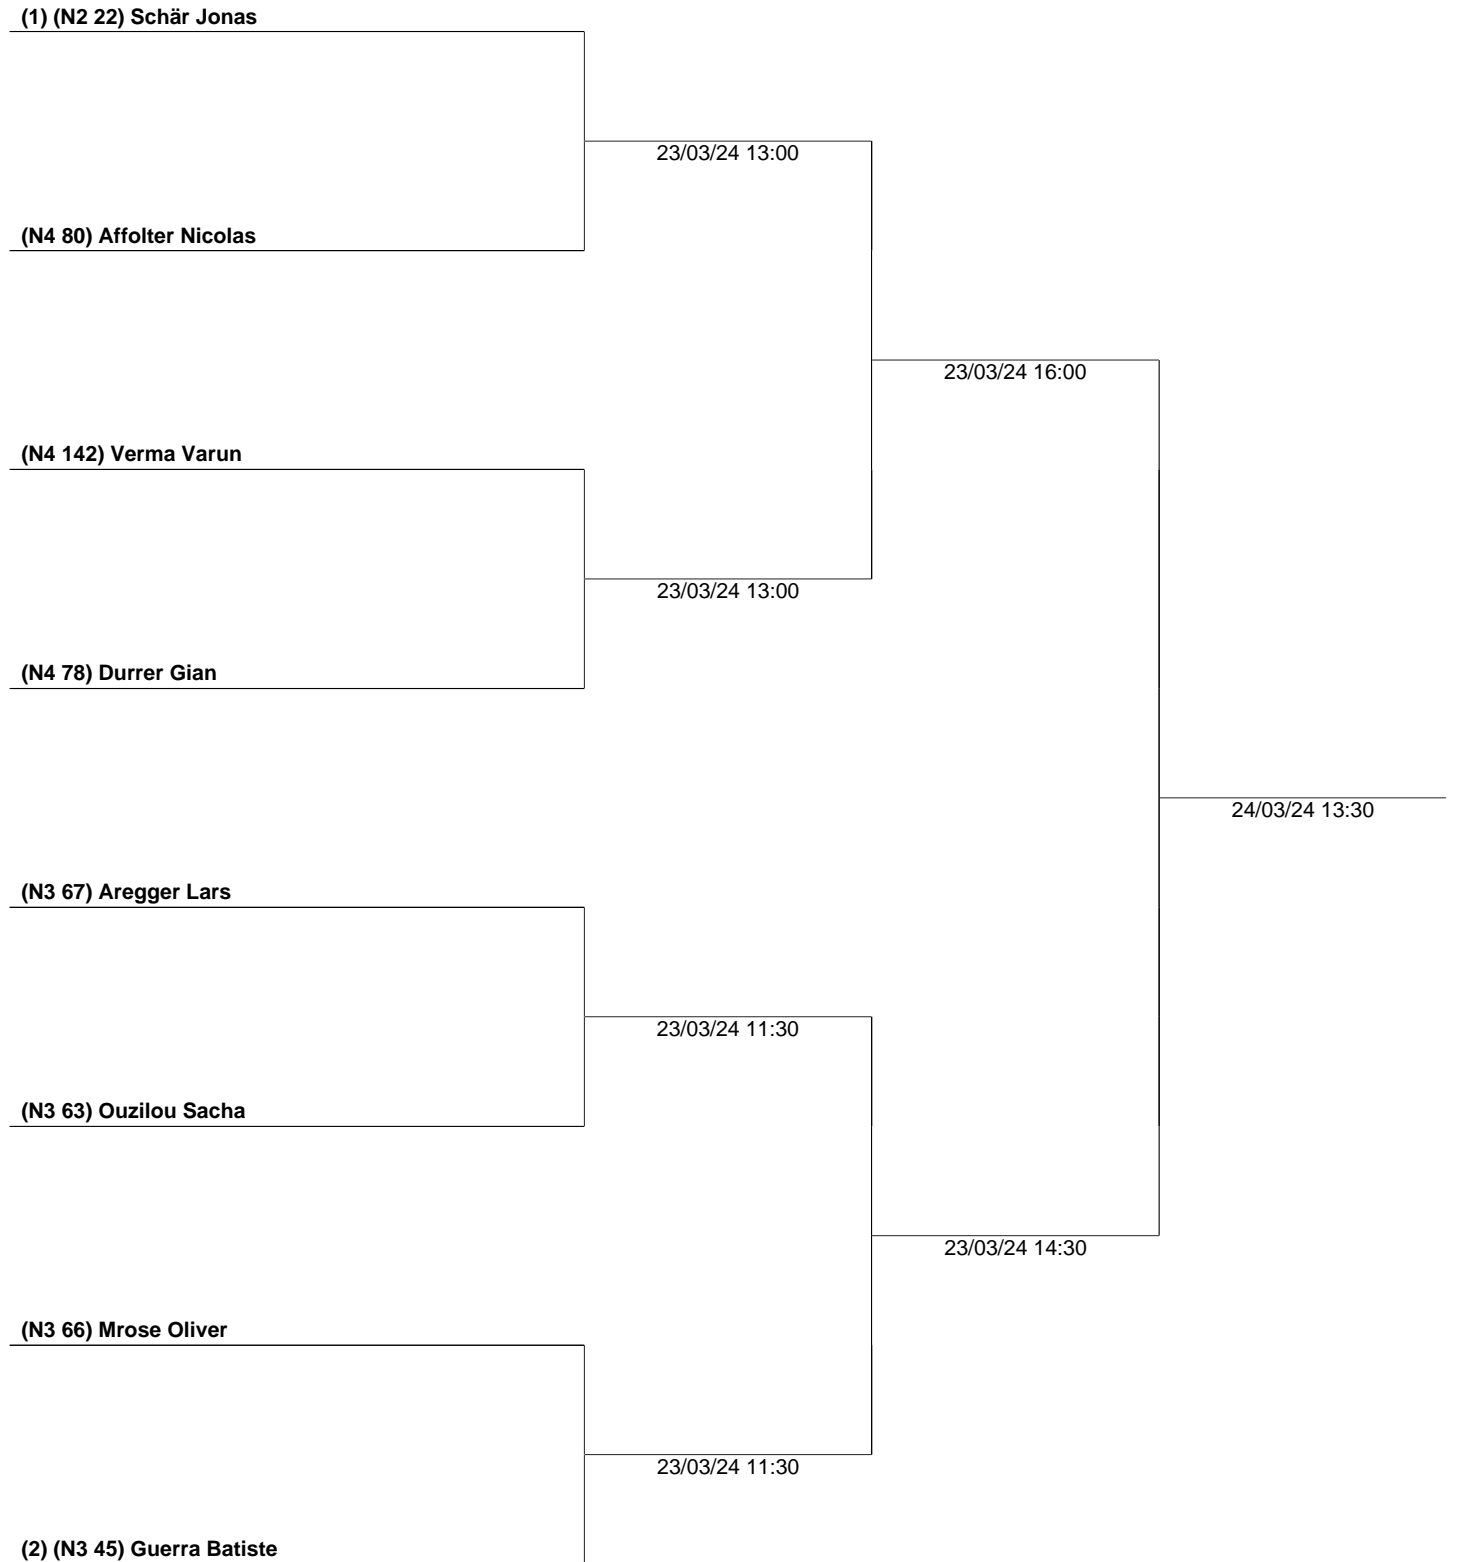 (1) (N2 22) Schär Jonas
23/03/24 13:00
(N4 80) Affolter Nicolas
23/03/24 16:00
(N4 142) Verma Varun
23/03/24 13:00
(N4 78) Durrer Gian
24/03/24 13:30
(N3 67) Aregger Lars
23/03/24 11:30
(N3 63) Ouzilou Sacha
23/03/24 14:30
(N3 66) Mrose Oliver
23/03/24 11:30
(2) (N3 45) Guerra Batiste